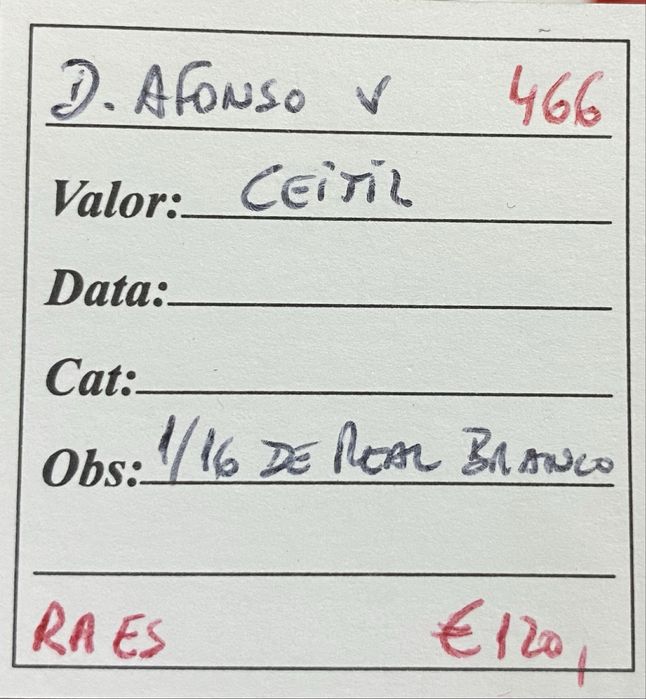 D. AFONSO V 466
Valor: CEITIL
Data:
Cat:
Obs: 1/16 DE REAL BRANCO
RAES €120,